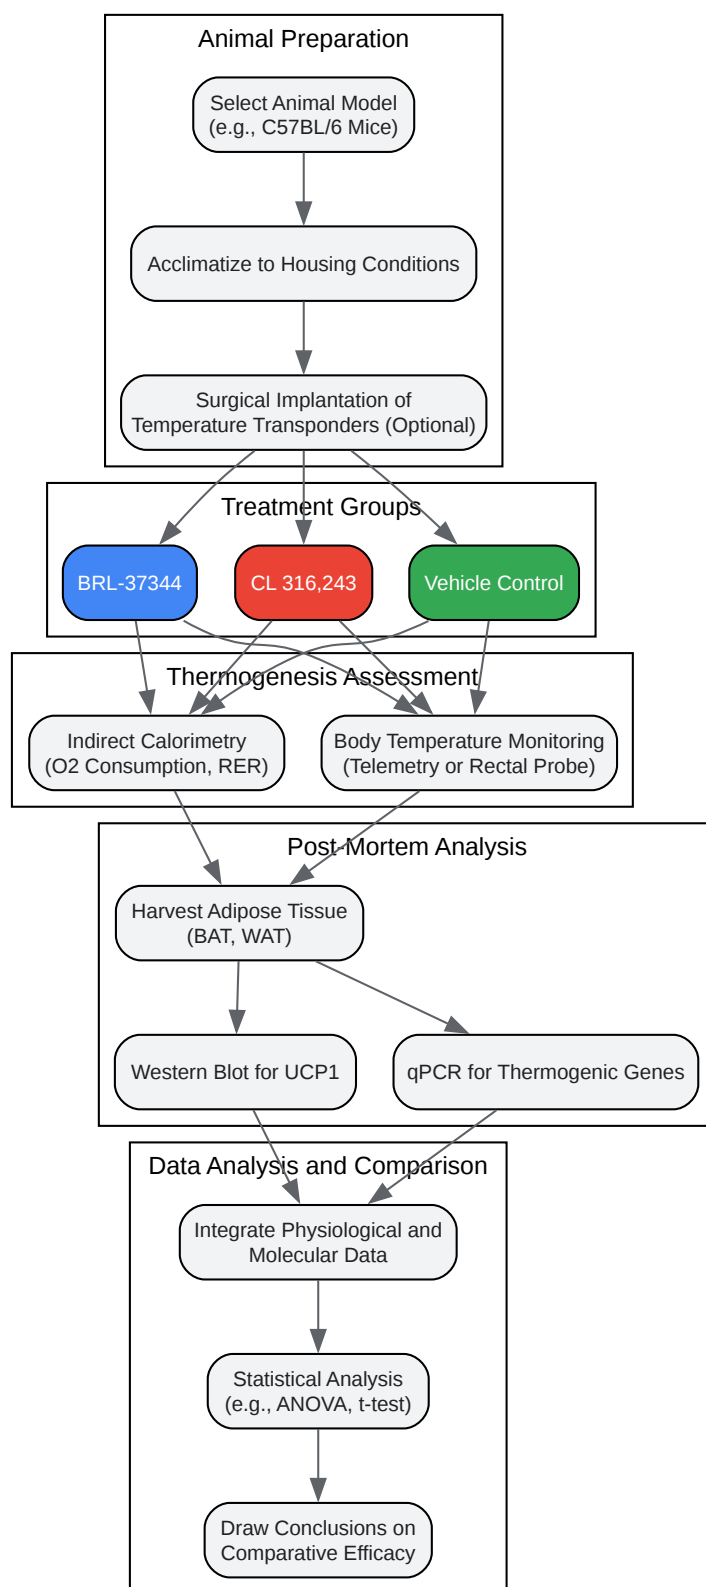 Animal Preparation
Select Animal Model
(e.g., C57BL/6 Mice)
Acclimatize to Housing Conditions
Surgical Implantation of
Temperature Transponders (Optional)
Treatment Groups
BRL-37344
CL 316,243
Vehicle Control
Thermogenesis Assessment
Indirect Calorimetry
(O2 Consumption, RER)
Body Temperature Monitoring
(Telemetry or Rectal Probe)
Post-Mortem Analysis
Harvest Adipose Tissue
(BAT, WAT)
Western Blot for UCP1
qPCR for Thermogenic Genes
Data Analysis and Comparison
Integrate Physiological and
Molecular Data
Statistical Analysis
(e.g., ANOVA, t-test)
Draw Conclusions on
Comparative Efficacy